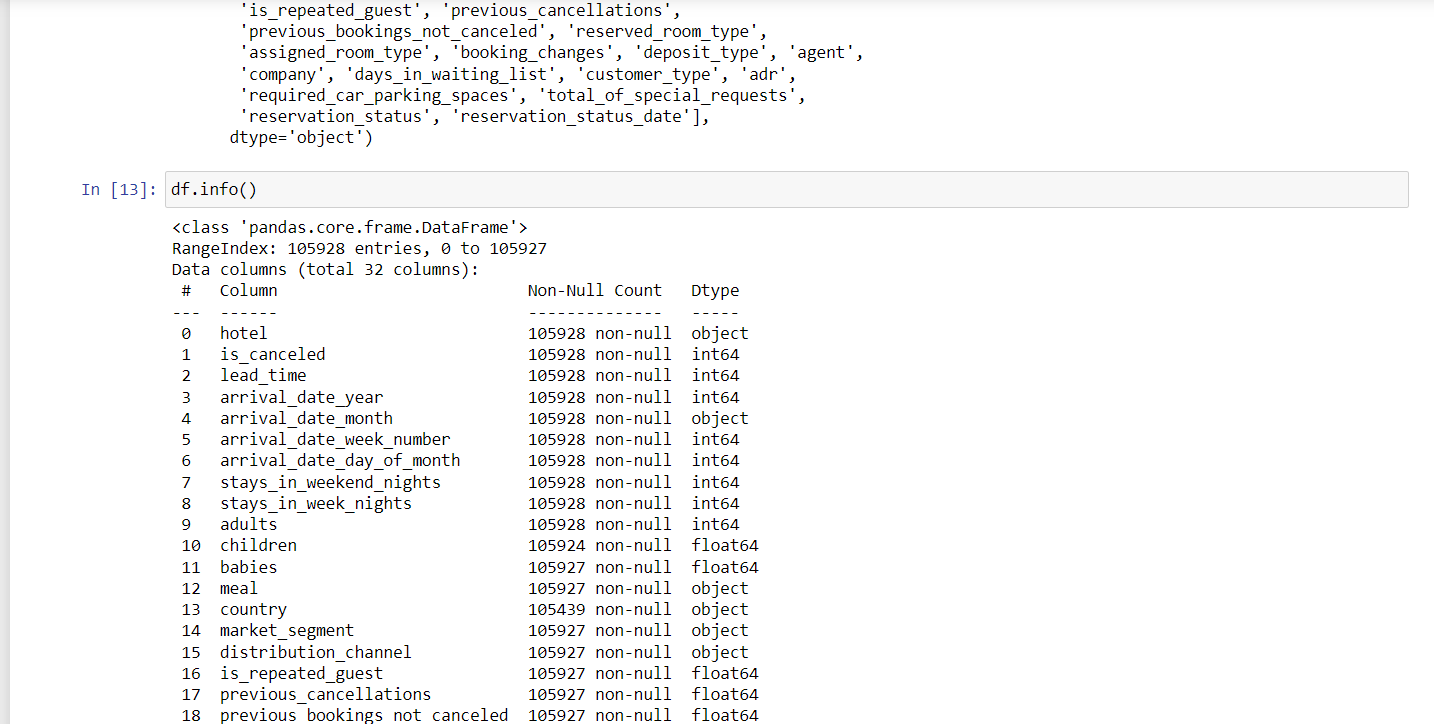 'is_repeated_guest', 'previous_cancellations',
'previous_bookings_not_canceled', 'reserved_room_type',
'assigned_room_type', 'booking_changes', 'deposit_type', 'agent',
'company', 'days_in_waiting_list', 'customer_type', 'adr',
'required_car_parking_spaces', 'total_of_special_requests',
'reservation_status', 'reservation_status_date'],
dtype='object')
In [13]: df.info()
<class 'pandas.core.frame.DataFrame'>
RangeIndex: 105928 entries, 0 to 105927
Data columns (total 32 columns):
# Column Non-Null Count Dtype
--- ------ -------------- -----
0 hotel 105928 non-null object
1 is_canceled 105928 non-null int64
2 lead_time 105928 non-null int64
3 arrival_date_year 105928 non-null int64
4 arrival_date_month 105928 non-null object
5 arrival_date_week_number 105928 non-null int64
6 arrival_date_day_of_month 105928 non-null int64
7 stays_in_weekend_nights 105928 non-null int64
8 stays_in_week_nights 105928 non-null int64
9 adults 105928 non-null int64
10 children 105924 non-null float64
11 babies 105927 non-null float64
12 meal 105927 non-null object
13 country 105439 non-null object
14 market_segment 105927 non-null object
15 distribution_channel 105927 non-null object
16 is_repeated_guest 105927 non-null float64
17 previous_cancellations 105927 non-null float64
18 previous_bookings_not_canceled 105927 non-null float64